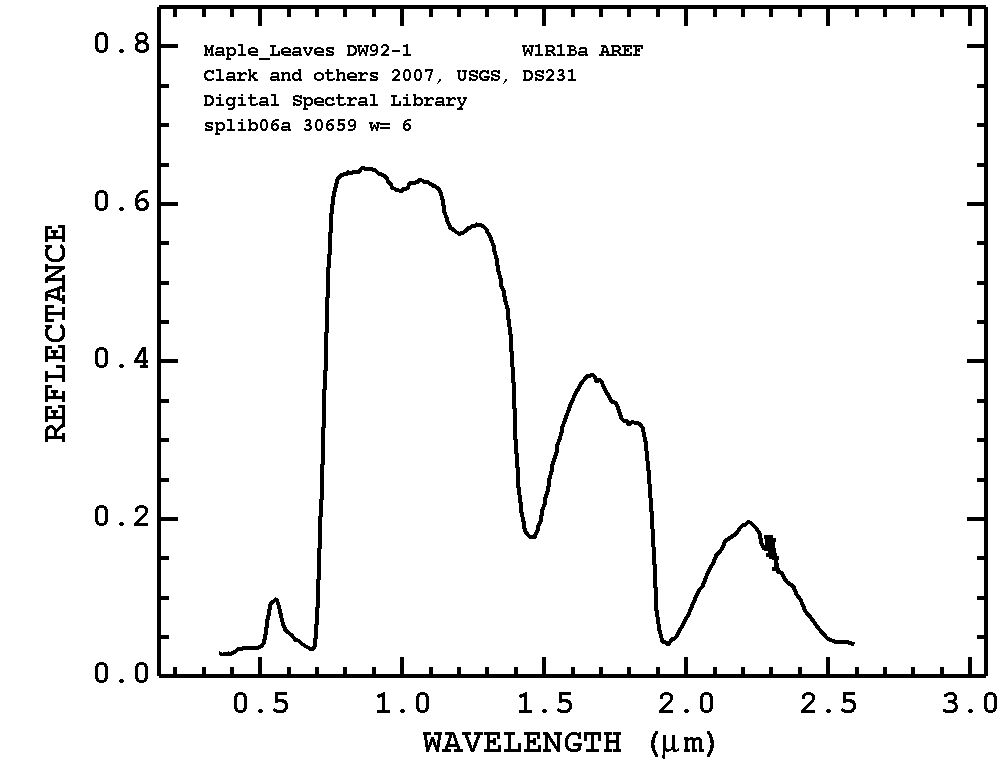 Maple_Leaves DW92-1 W1R1Ba AREF
Clark and others 2007, USGS, DS231
Digital Spectral Library
splib06a 30659 w= 6
0.8
0.6
0.4
0.2
0.0
REFLECTANCE
0.5 1.0 1.5 2.0 2.5 3.0
WAVELENGTH (μm)